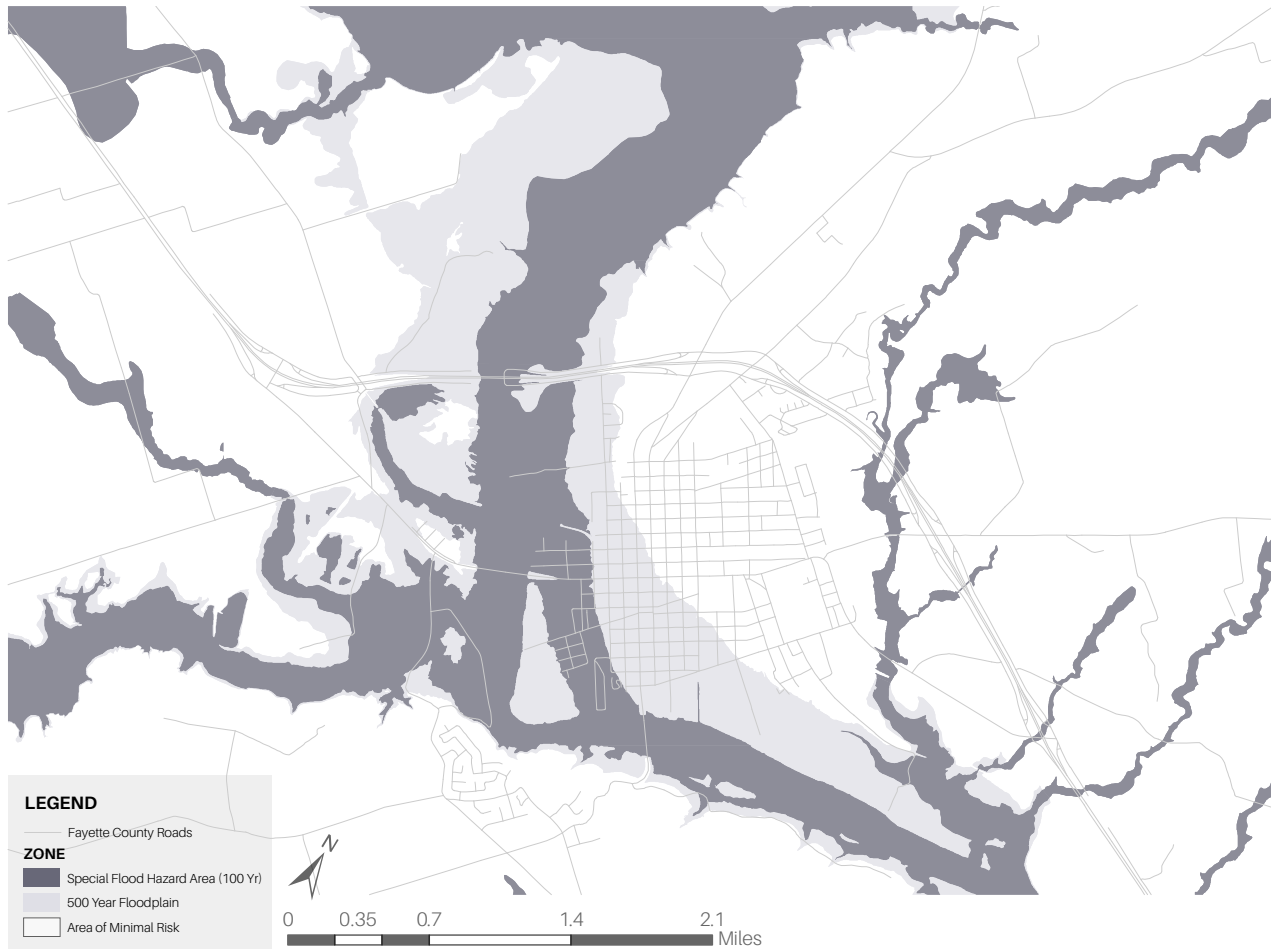 LEGEND
Fayette County Roads
ZONE
Special Flood Hazard Area (100 Yr)
500 Year Floodplain
Area of Minimal Risk
N
0 0.35 0.7 1.4 2.1
Miles